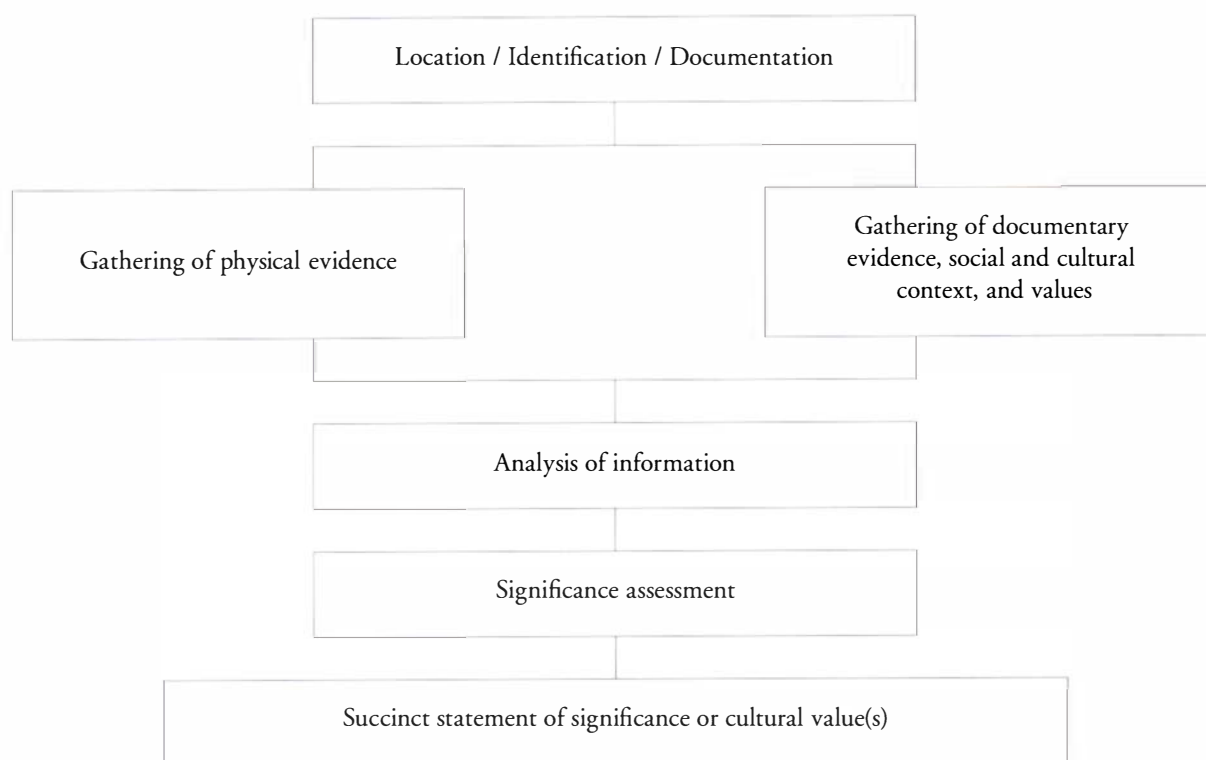 Location / Identification / Documentation
Gathering of physical evidence
Gathering of documentary
evidence, social and cultural
context, and values
Analysis of information
Significance assessment
Succinct statement of significance or cultural value(s)